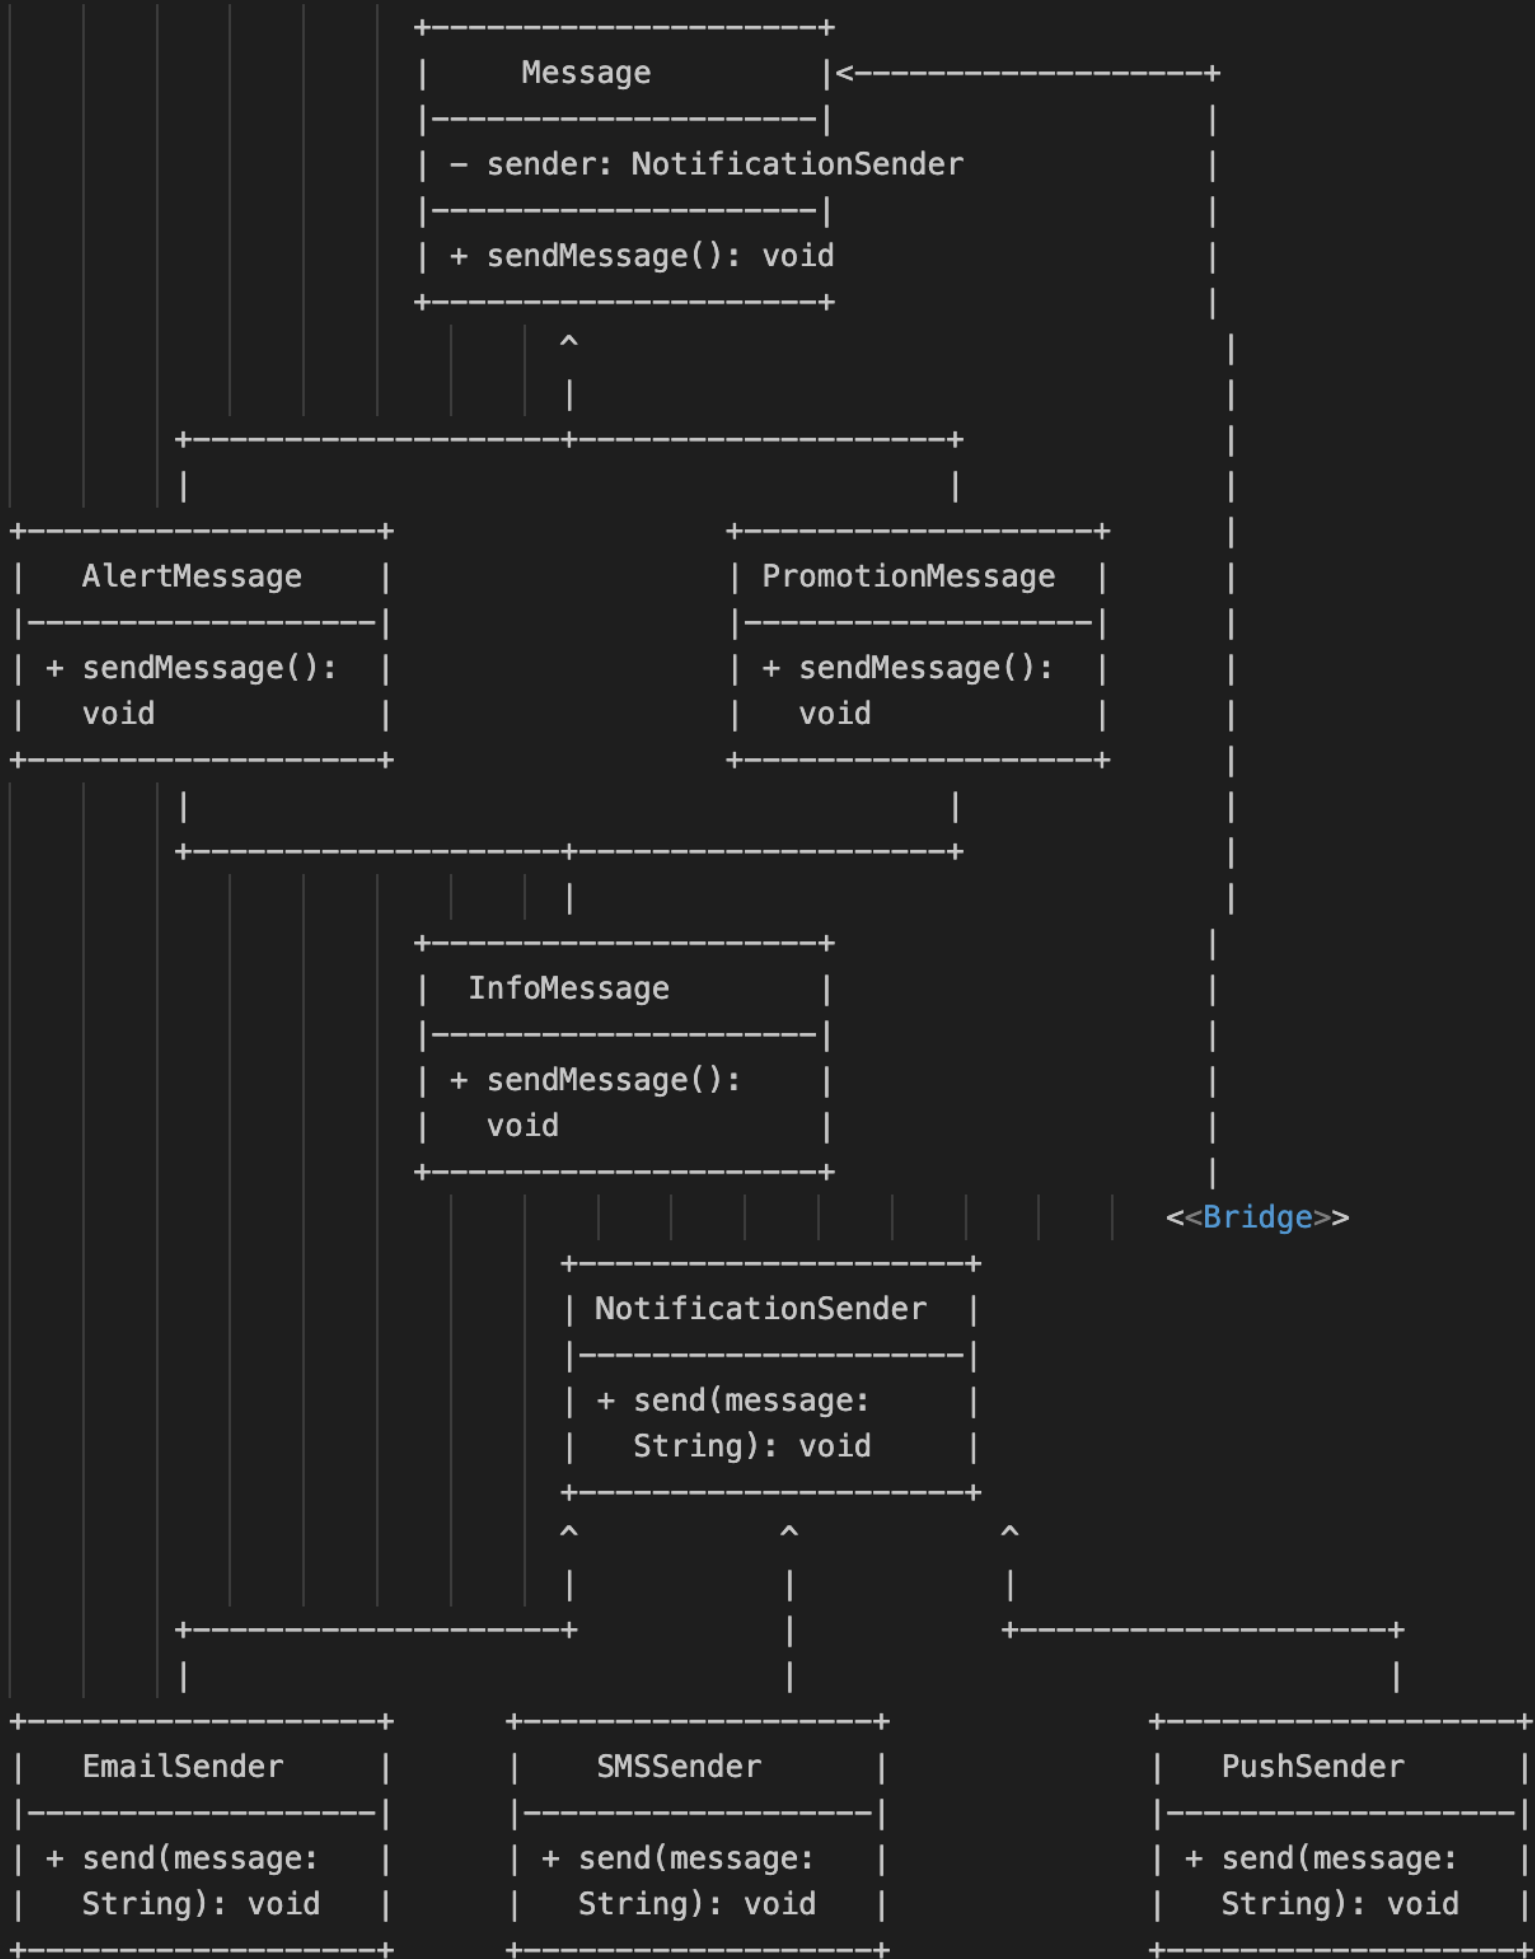 Message
- sender: NotificationSender
+ sendMessage(): void
AlertMessage
PromotionMessage
+ sendMessage():
void
+ sendMessage():
void
InfoMessage
+ sendMessage():
void
<<Bridge>>
NotificationSender
+ send(message:
String): void
EmailSender
SMSSender
PushSender
+ send(message:
String): void
+ send(message:
String): void
+ send(message:
String): void